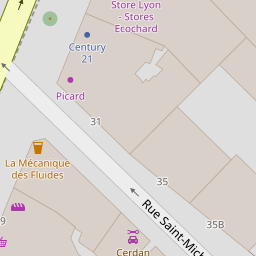 Store Lyon
- Stores
Ecochard
Century
21
Picard
31
La Mécanique
des Fluides
35
Rue Saint-Mich
35B
9
Cerdan